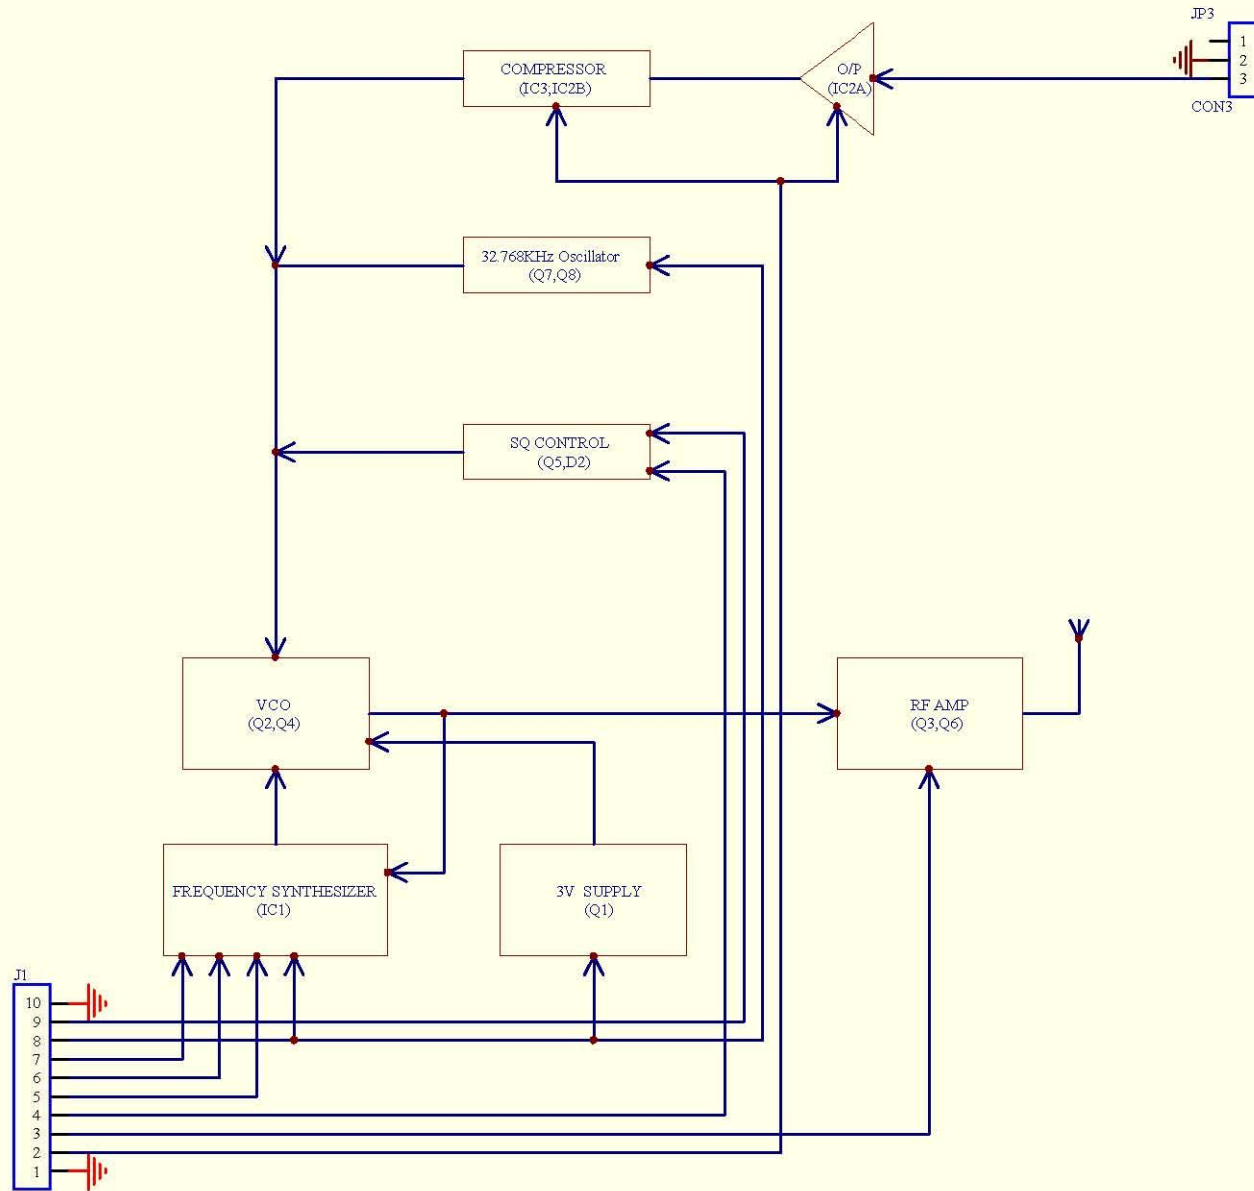 JP3
1
2
3
CON3
COMPRESSOR
(IC3,IC2B)
O/P
(IC2A)
32.768KHz Oscillator
(Q7,Q8)
SQ CONTROL
(Q5,D2)
VCO
(Q2,Q4)
RF AMP
(Q3,Q6)
FREQUENCY SYNTHESIZER
(IC1)
3V SUPPLY
(Q1)
J1
10
9
8
7
6
5
4
3
2
1